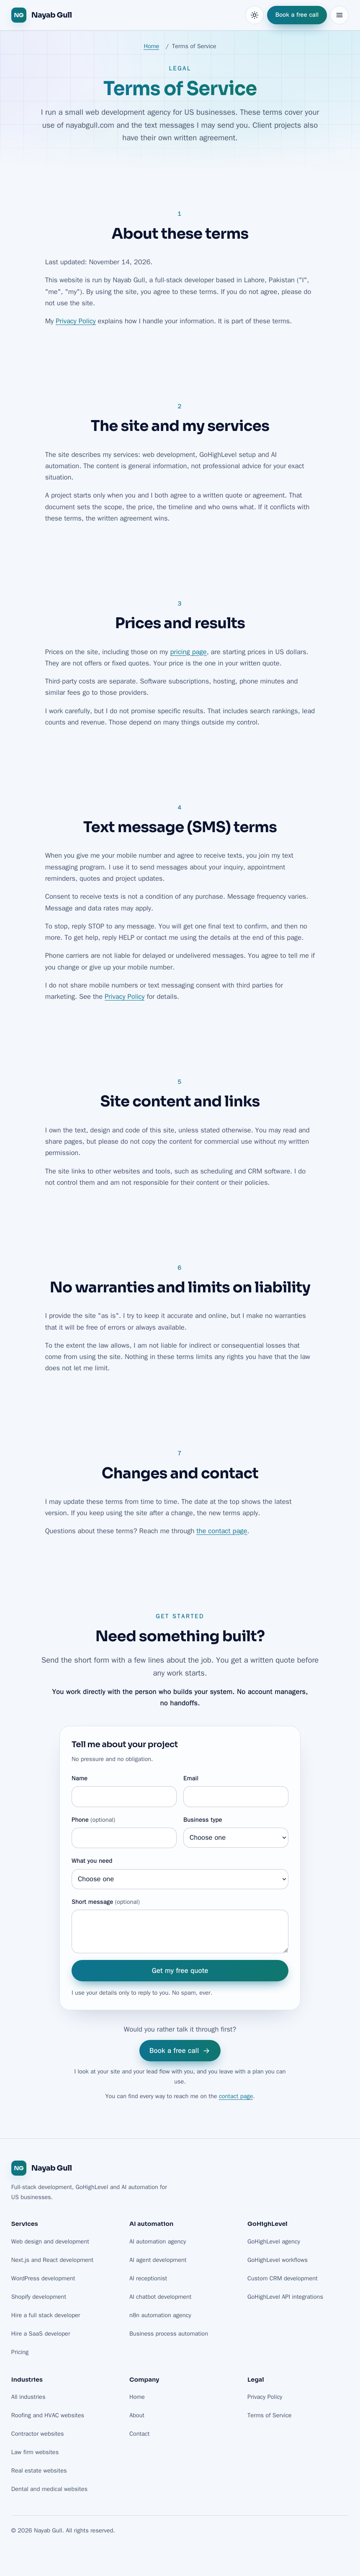 NG Nayab Gull
Book a free call
Home / Terms of Service
LEGAL
Terms of Service
I run a small web development agency for US businesses. These terms cover your
use of nayabgull.com and the text messages I may send you. Client projects also
have their own written agreement.
1
About these terms
Last updated: November 14, 2026.
This website is run by Nayab Gull, a full-stack developer based in Lahore, Pakistan ("I",
"me", "my"). By using the site, you agree to these terms. If you do not agree, please do
not use the site.
My Privacy Policy explains how I handle your information. It is part of these terms.
2
The site and my services
The site describes my services: web development, GoHighLevel setup and AI
automation. The content is general information, not professional advice for your exact
situation.
A project starts only when you and I both agree to a written quote or agreement. That
document sets the scope, the price, the timeline and who owns what. If it conflicts with
these terms, the written agreement wins.
3
Prices and results
Prices on the site, including those on my pricing page, are starting prices in US dollars.
They are not offers or fixed quotes. Your price is the one in your written quote.
Third-party costs are separate. Software subscriptions, hosting, phone minutes and
similar fees go to those providers.
I work carefully, but I do not promise specific results. That includes search rankings, lead
counts and revenue. Those depend on many things outside my control.
4
Text message (SMS) terms
When you give me your mobile number and agree to receive texts, you join my text
messaging program. I use it to send messages about your inquiry, appointment
reminders, quotes and project updates.
Consent to receive texts is not a condition of any purchase. Message frequency varies.
Message and data rates may apply.
To stop, reply STOP to any message. You will get one final text to confirm, and then no
more. To get help, reply HELP or contact me using the details at the end of this page.
Phone carriers are not liable for delayed or undelivered messages. You agree to tell me if
you change or give up your mobile number.
I do not share mobile numbers or text messaging consent with third parties for
marketing. See the Privacy Policy for details.
5
Site content and links
I own the text, design and code of this site, unless stated otherwise. You may read and
share pages, but please do not copy the content for commercial use without my written
permission.
The site links to other websites and tools, such as scheduling and CRM software. I do
not control them and am not responsible for their content or their policies.
6
No warranties and limits on liability
I provide the site "as is". I try to keep it accurate and online, but I make no warranties
that it will be free of errors or always available.
To the extent the law allows, I am not liable for indirect or consequential losses that
come from using the site. Nothing in these terms limits any rights you have that the law
does not let me limit.
7
Changes and contact
I may update these terms from time to time. The date at the top shows the latest
version. If you keep using the site after a change, the new terms apply.
Questions about these terms? Reach me through the contact page.
GET STARTED
Need something built?
Send the short form with a few lines about the job. You get a written quote before
any work starts.
You work directly with the person who builds your system. No account managers,
no handoffs.
Tell me about your project
No pressure and no obligation.
Name Email
Phone (optional) Business type
Choose one
What you need
Choose one
Short message (optional)
Get my free quote
I use your details only to reply to you. No spam, ever.
Would you rather talk it through first?
Book a free call →
I look at your site and your lead flow with you, and you leave with a plan you can
use.
You can find every way to reach me on the contact page.
NG Nayab Gull
Full-stack development, GoHighLevel and AI automation for
US businesses.
Services
Web design and development
Next.js and React development
WordPress development
Shopify development
Hire a full stack developer
Hire a SaaS developer
Pricing
AI automation
AI automation agency
AI agent development
AI receptionist
AI chatbot development
n8n automation agency
Business process automation
GoHighLevel
GoHighLevel agency
GoHighLevel workflows
Custom CRM development
GoHighLevel API integrations
Industries
All industries
Roofing and HVAC websites
Contractor websites
Law firm websites
Real estate websites
Dental and medical websites
Company
Home
About
Contact
Legal
Privacy Policy
Terms of Service
© 2026 Nayab Gull. All rights reserved.